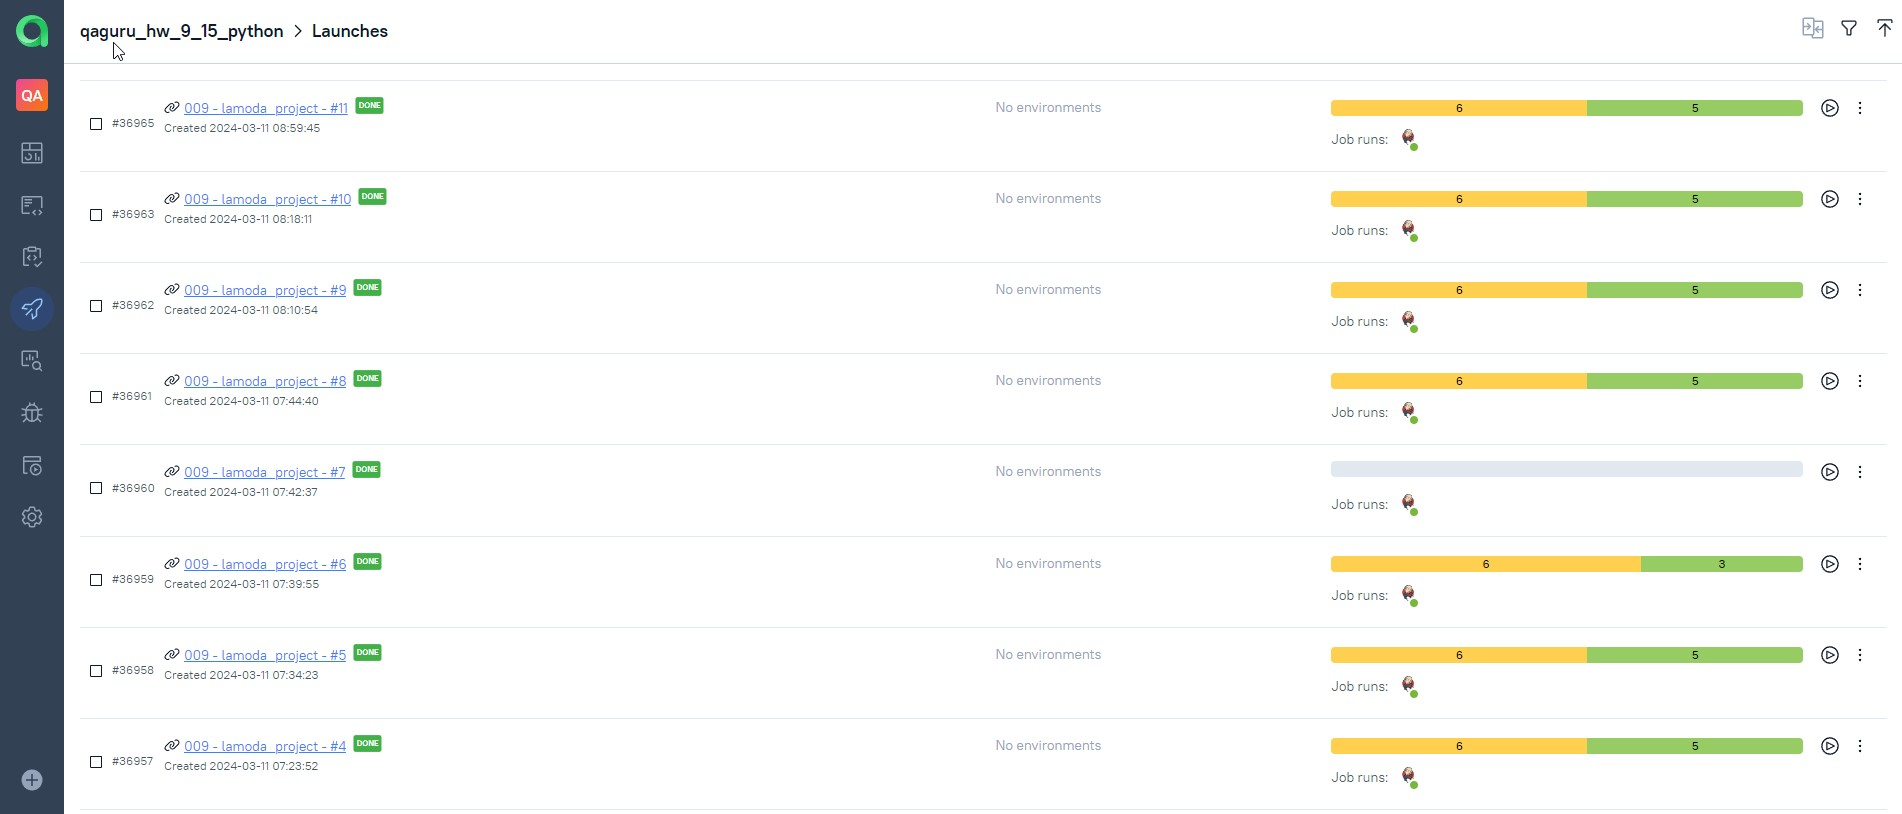 qaguru_hw_9_15_python > Launches
QA
#36965 009 - lamoda_project - #11 DONE No environments 6 5
Created 2024-03-11 08:59:45
Job runs:
#36963 009 - lamoda_project - #10 DONE No environments 6 5
Created 2024-03-11 08:18:11
Job runs:
#36962 009 - lamoda_project - #9 DONE No environments 6 5
Created 2024-03-11 08:10:54
Job runs:
#36961 009 - lamoda_project - #8 DONE No environments 6 5
Created 2024-03-11 07:44:40
Job runs:
#36960 009 - lamoda_project - #7 DONE No environments
Created 2024-03-11 07:42:37
Job runs:
#36959 009 - lamoda_project - #6 DONE No environments 6 3
Created 2024-03-11 07:39:55
Job runs:
#36958 009 - lamoda_project - #5 DONE No environments 6 5
Created 2024-03-11 07:34:23
Job runs:
#36957 009 - lamoda_project - #4 DONE No environments 6 5
Created 2024-03-11 07:23:52
Job runs: